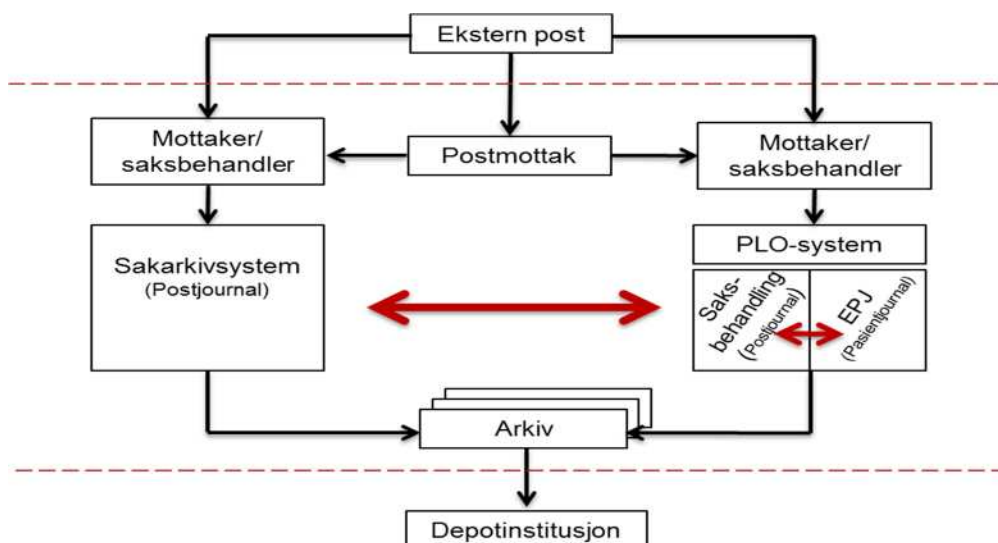 Ekstern post
Mottaker/
saksbehandler
Postmottak
Mottaker/
saksbehandler
Sakarkivsystem
(Postjournal)
PLO-system
Saks-
behandling
(Postjournal)
EPJ
(Pasientjournal)
Arkiv
Depotinstitusjon